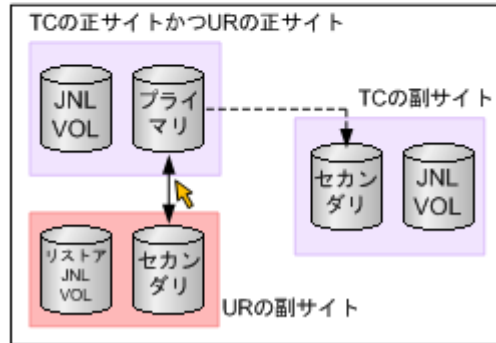 TCの正サイトかつURの正サイト
JNL
VOL
プライ
マリ
TCの副サイト
セカン
ダリ
JNL
VOL
リストア
JNL
VOL
セカン
ダリ
URの副サイト